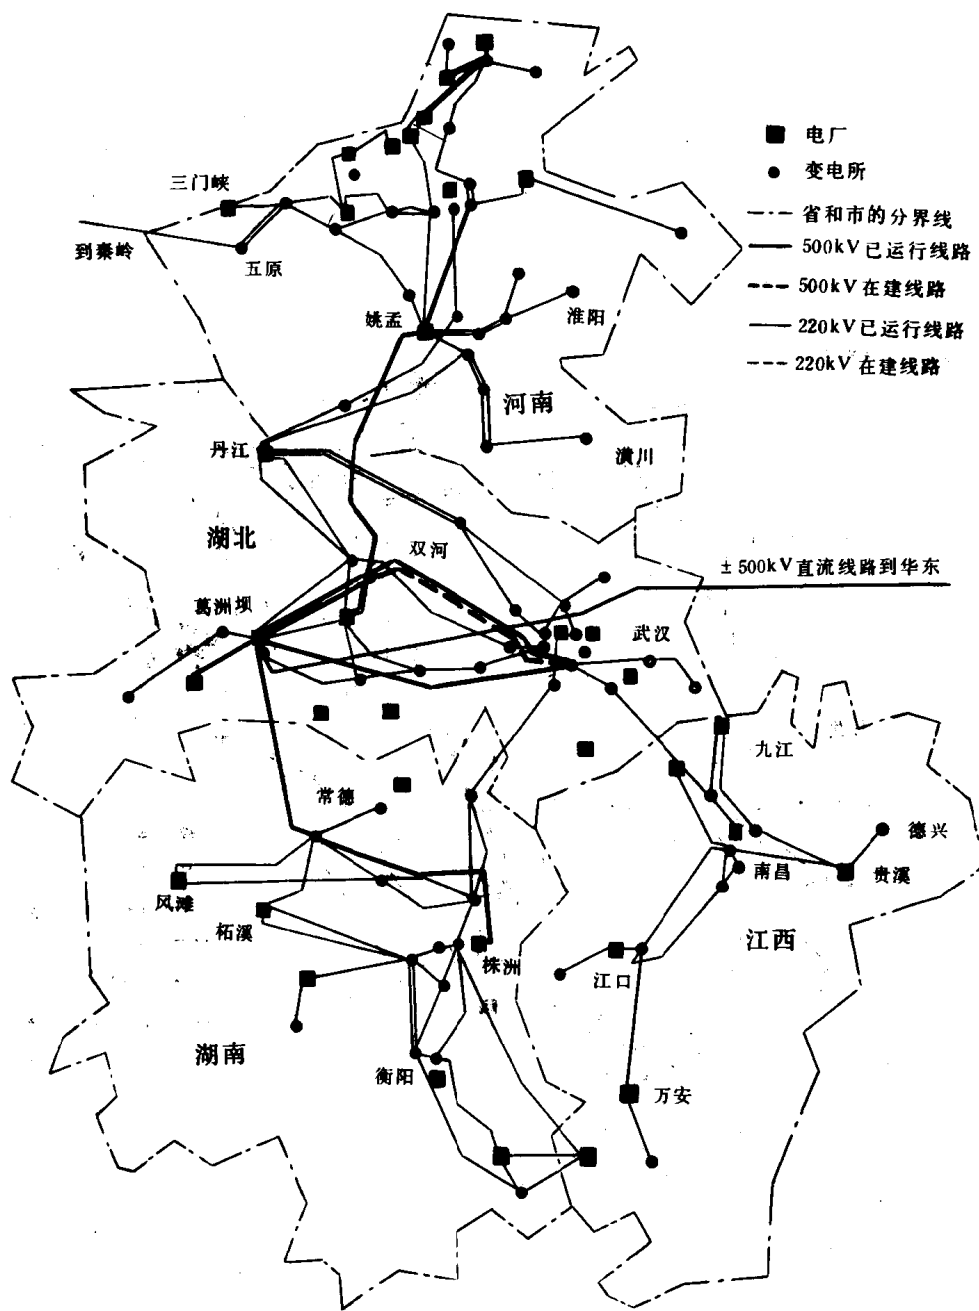 电厂
变电所
省和市的分界线
500kV已运行线路
500kV在建线路
220kV已运行线路
220kV在建线路
三门峡
到秦岭
五原
姚孟
淮阳
河南
丹江
潢川
湖北
双河
±500kV直流线路到华东
葛洲坝
武汉
九江
常德
德兴
南昌
贵溪
风滩
柘溪
江西
株洲
江口
湖南
衡阳
万安